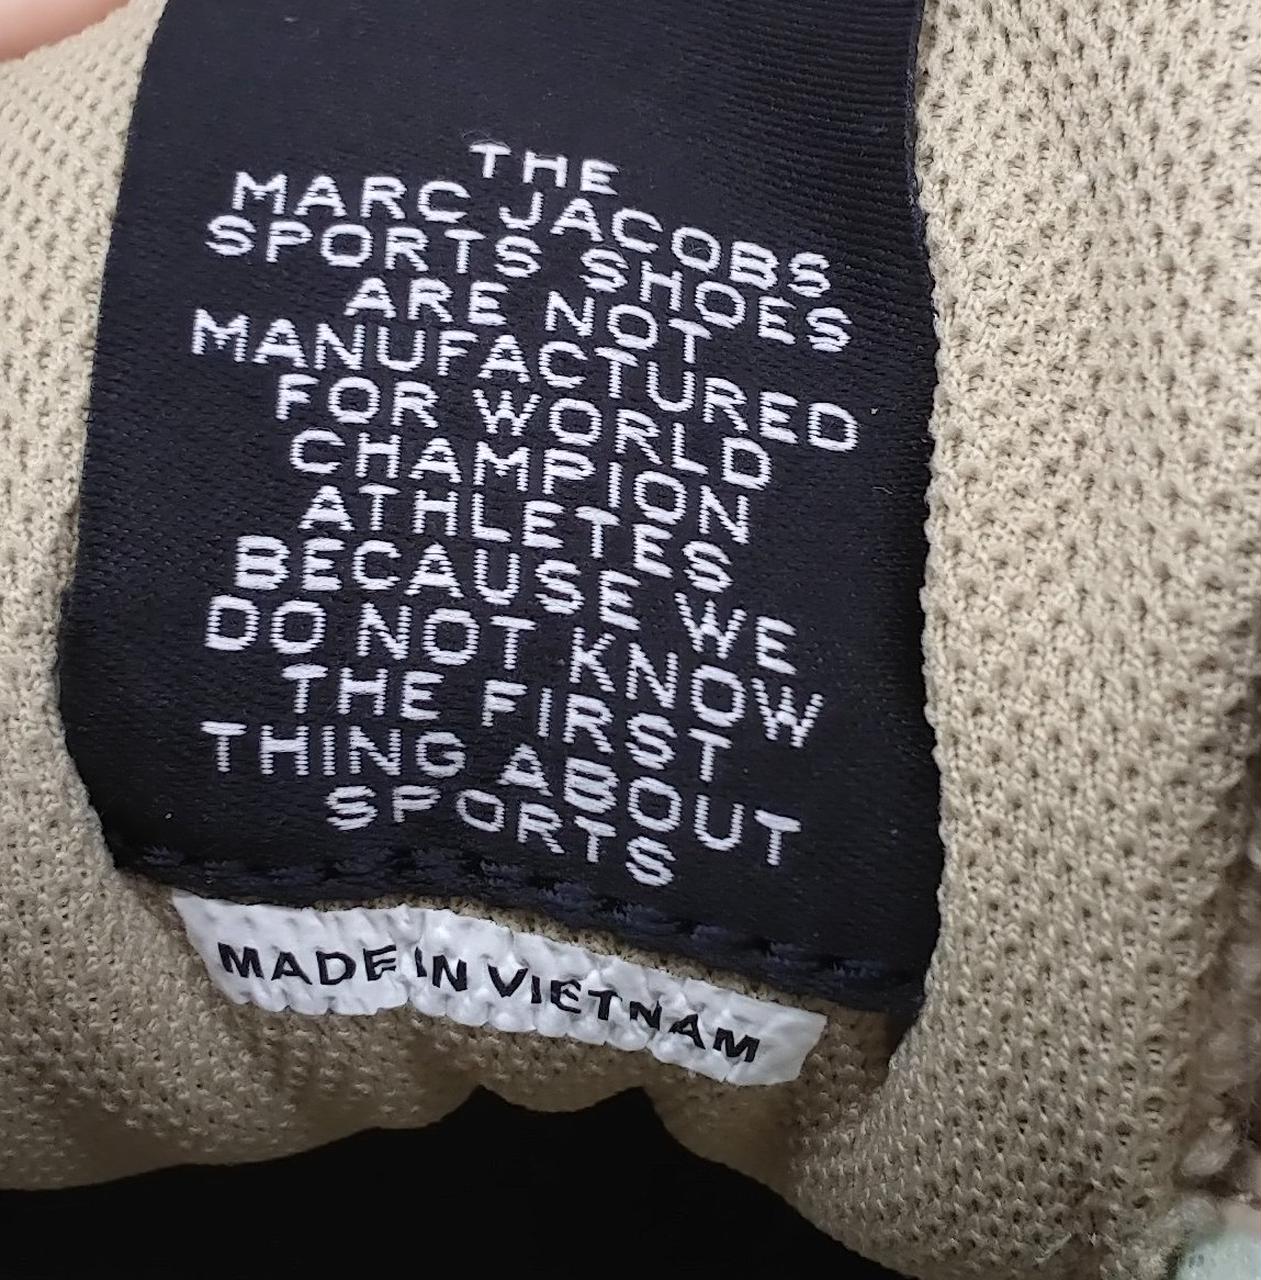 THE
MARC JACOBS
SPORTS SHOES
ARE NOT
MANUFACTURED
FOR WORLD
CHAMPION
ATHLETES
BECAUSE WE
DO NOT KNOW
THE FIRST
THING ABOUT
SPORTS
MADE IN VIETNAM